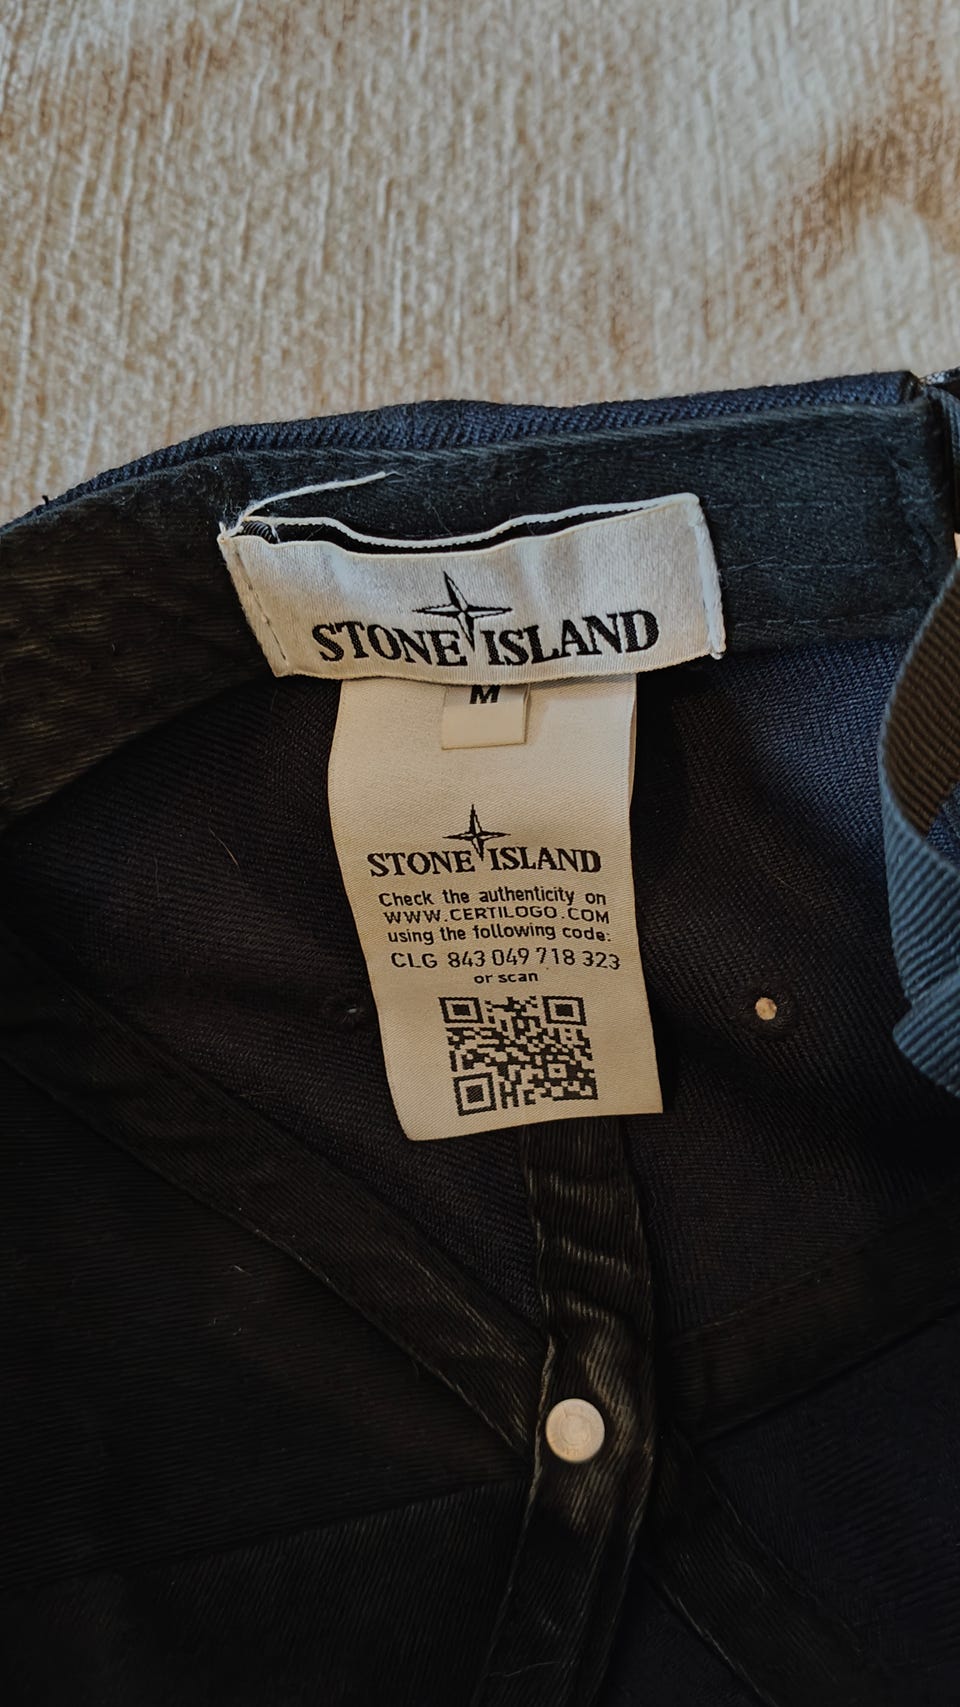 STONE ISLAND
M
STONE ISLAND
Check the authenticity on
WWW.CERTILOGO.COM
using the following code:
CLG 843 049 718 323
or scan